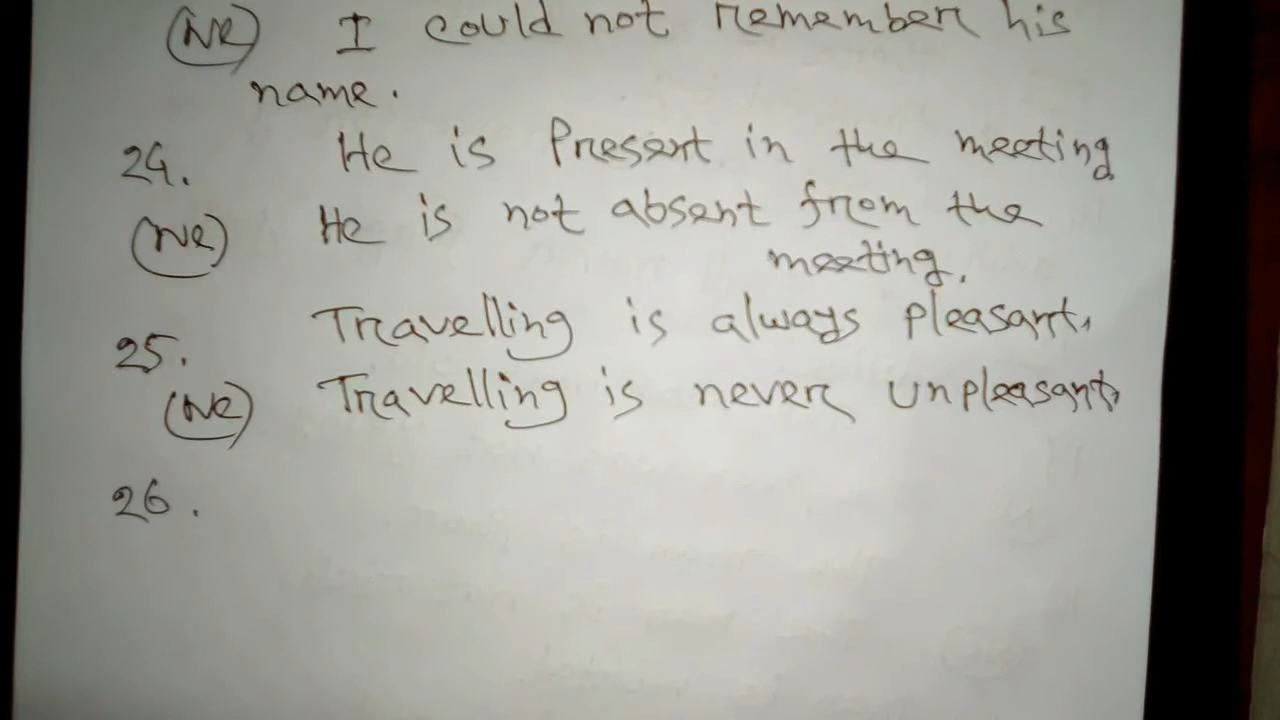 (Ne) I could not remember his
name.
24. He is Present in the meeting
(Ne) He is not absent from the
meeting.
25. Travelling is always pleasant.
(Ne) Travelling is never unpleasant.
26.